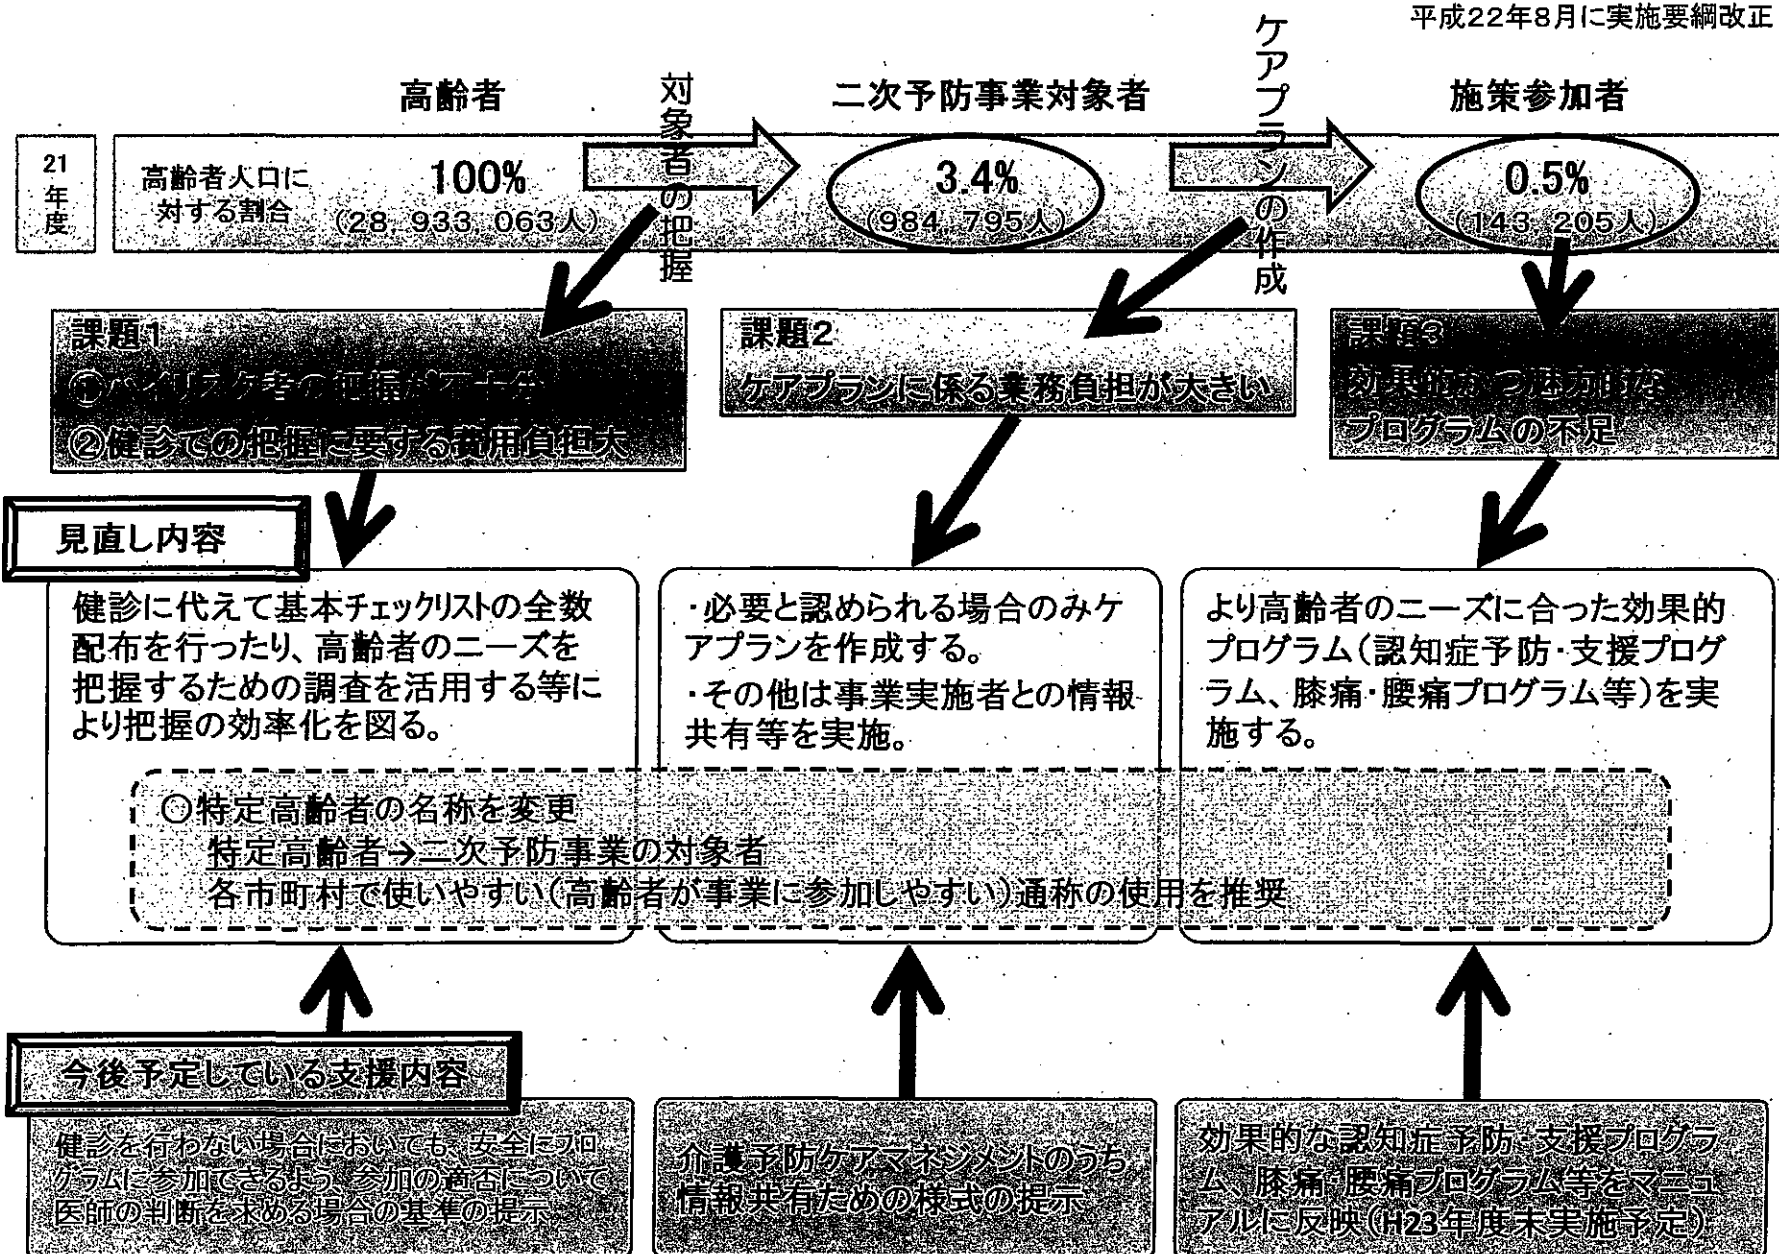 平成22年8月に実施要綱改正
高齢者
対象者の把握
二次予防事業対象者
ケアプランの作成
施策参加者
21年度
高齢者人口に
対する割合
100%
(28,933,063人)
3.4%
(984,795人)
0.5%
(143,205人)
課題1
①ハイリスク者の把握が不十分
②健診での把握に要する費用負担大
課題2
ケアプランに係る業務負担が大きい
課題3
効果的かつ魅力的な
プログラムの不足
見直し内容
健診に代えて基本チェックリストの全数
配布を行ったり、高齢者のニーズを
把握するための調査を活用する等に
より把握の効率化を図る。
・必要と認められる場合のみケ
アプランを作成する。
・その他は事業実施者との情報
共有等を実施。
より高齢者のニーズに合った効果的
プログラム(認知症予防・支援プログ
ラム、膝痛・腰痛プログラム等)を実
施する。
○特定高齢者の名称を変更
特定高齢者→二次予防事業の対象者
各市町村で使いやすい(高齢者が事業に参加しやすい)通称の使用を推奨
今後予定している支援内容
健診を行わない場合においても、安全にプロ
グラムに参加できるよう、参加の適否について
医師の判断を求める場合の基準の提示
介護予防ケアマネジメントのうち
情報共有ための様式の提示
効果的な認知症予防・支援プログラ
ム、膝痛・腰痛プログラム等をマニュ
アルに反映(H23年度末実施予定)